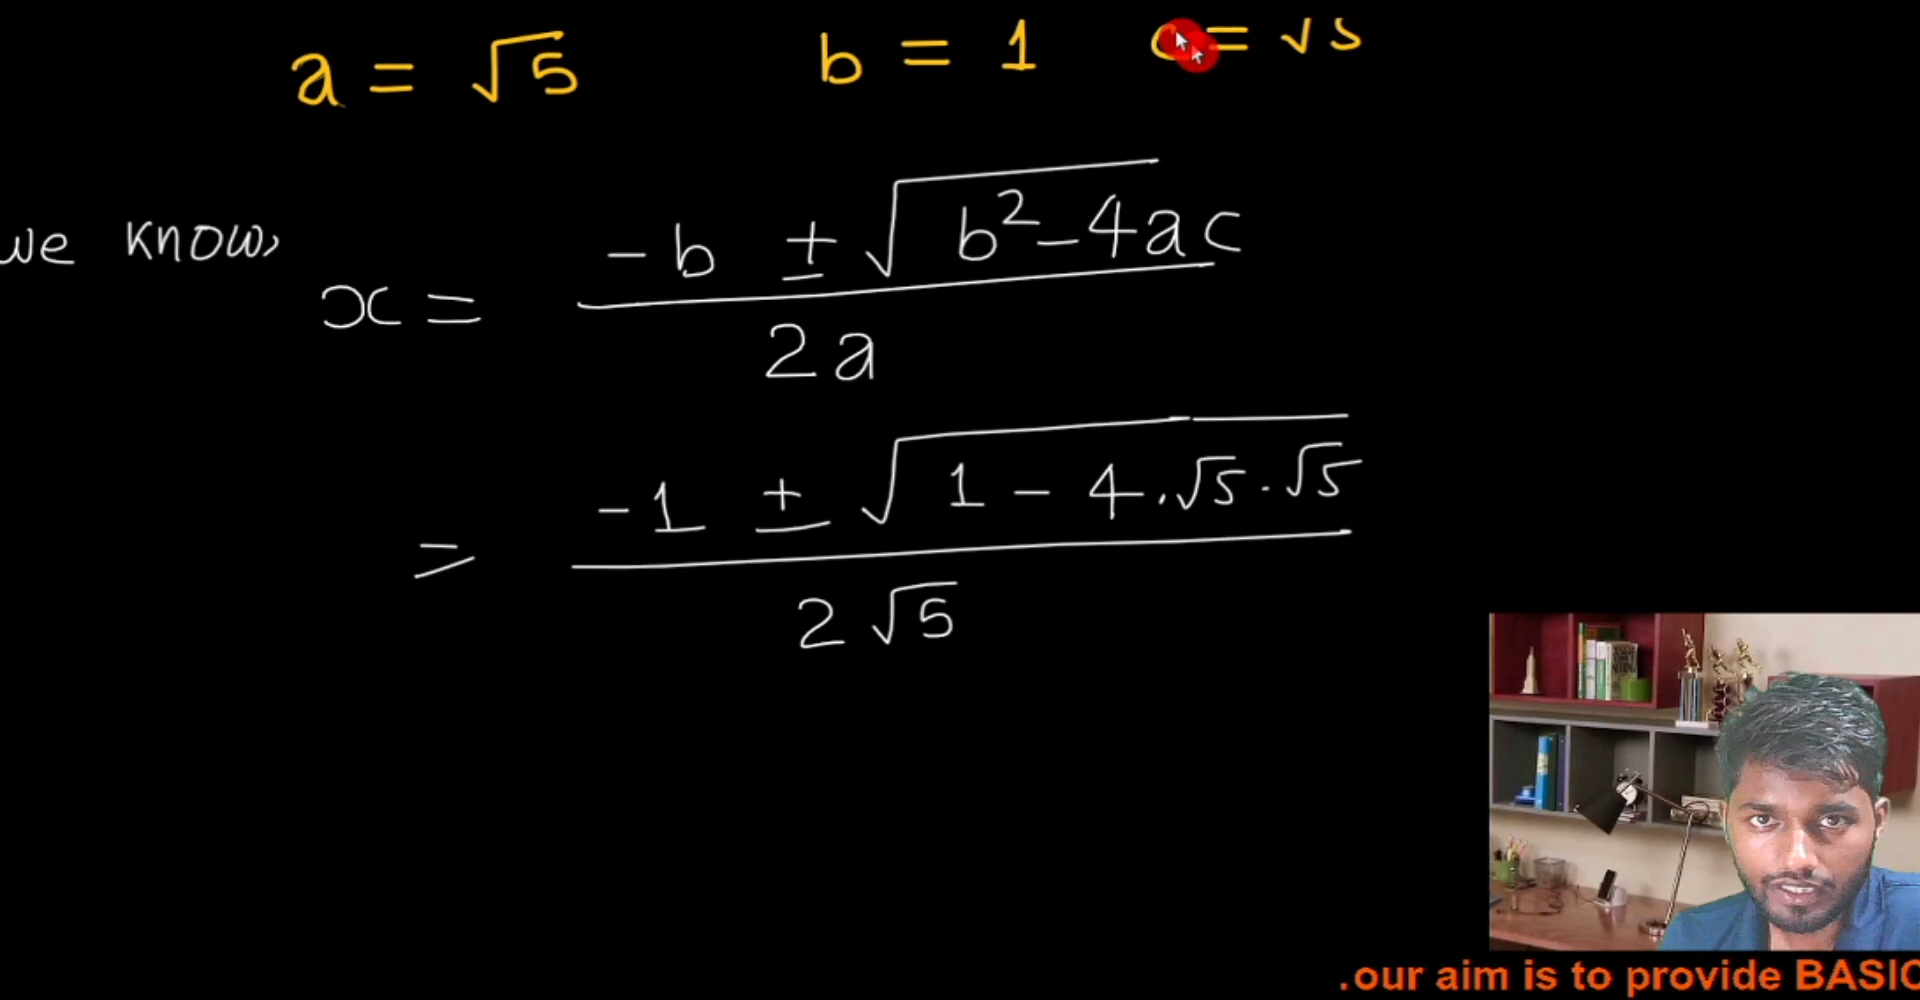 a = √5 b = 1 c = √5
we know,
x = (-b ± √(b²-4ac)) / 2a
= (-1 ± √(1 - 4.√5.√5)) / 2√5
.our aim is to provide BASIC